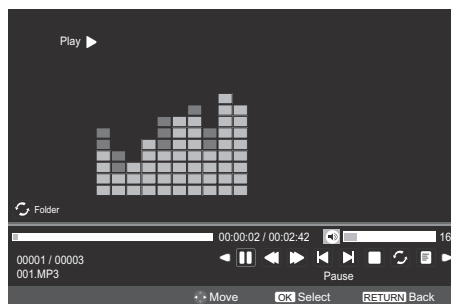 Play
Folder
00:00:02 / 00:02:42
16
00001 / 00003
001.MP3
Pause
Move OK Select RETURN Back